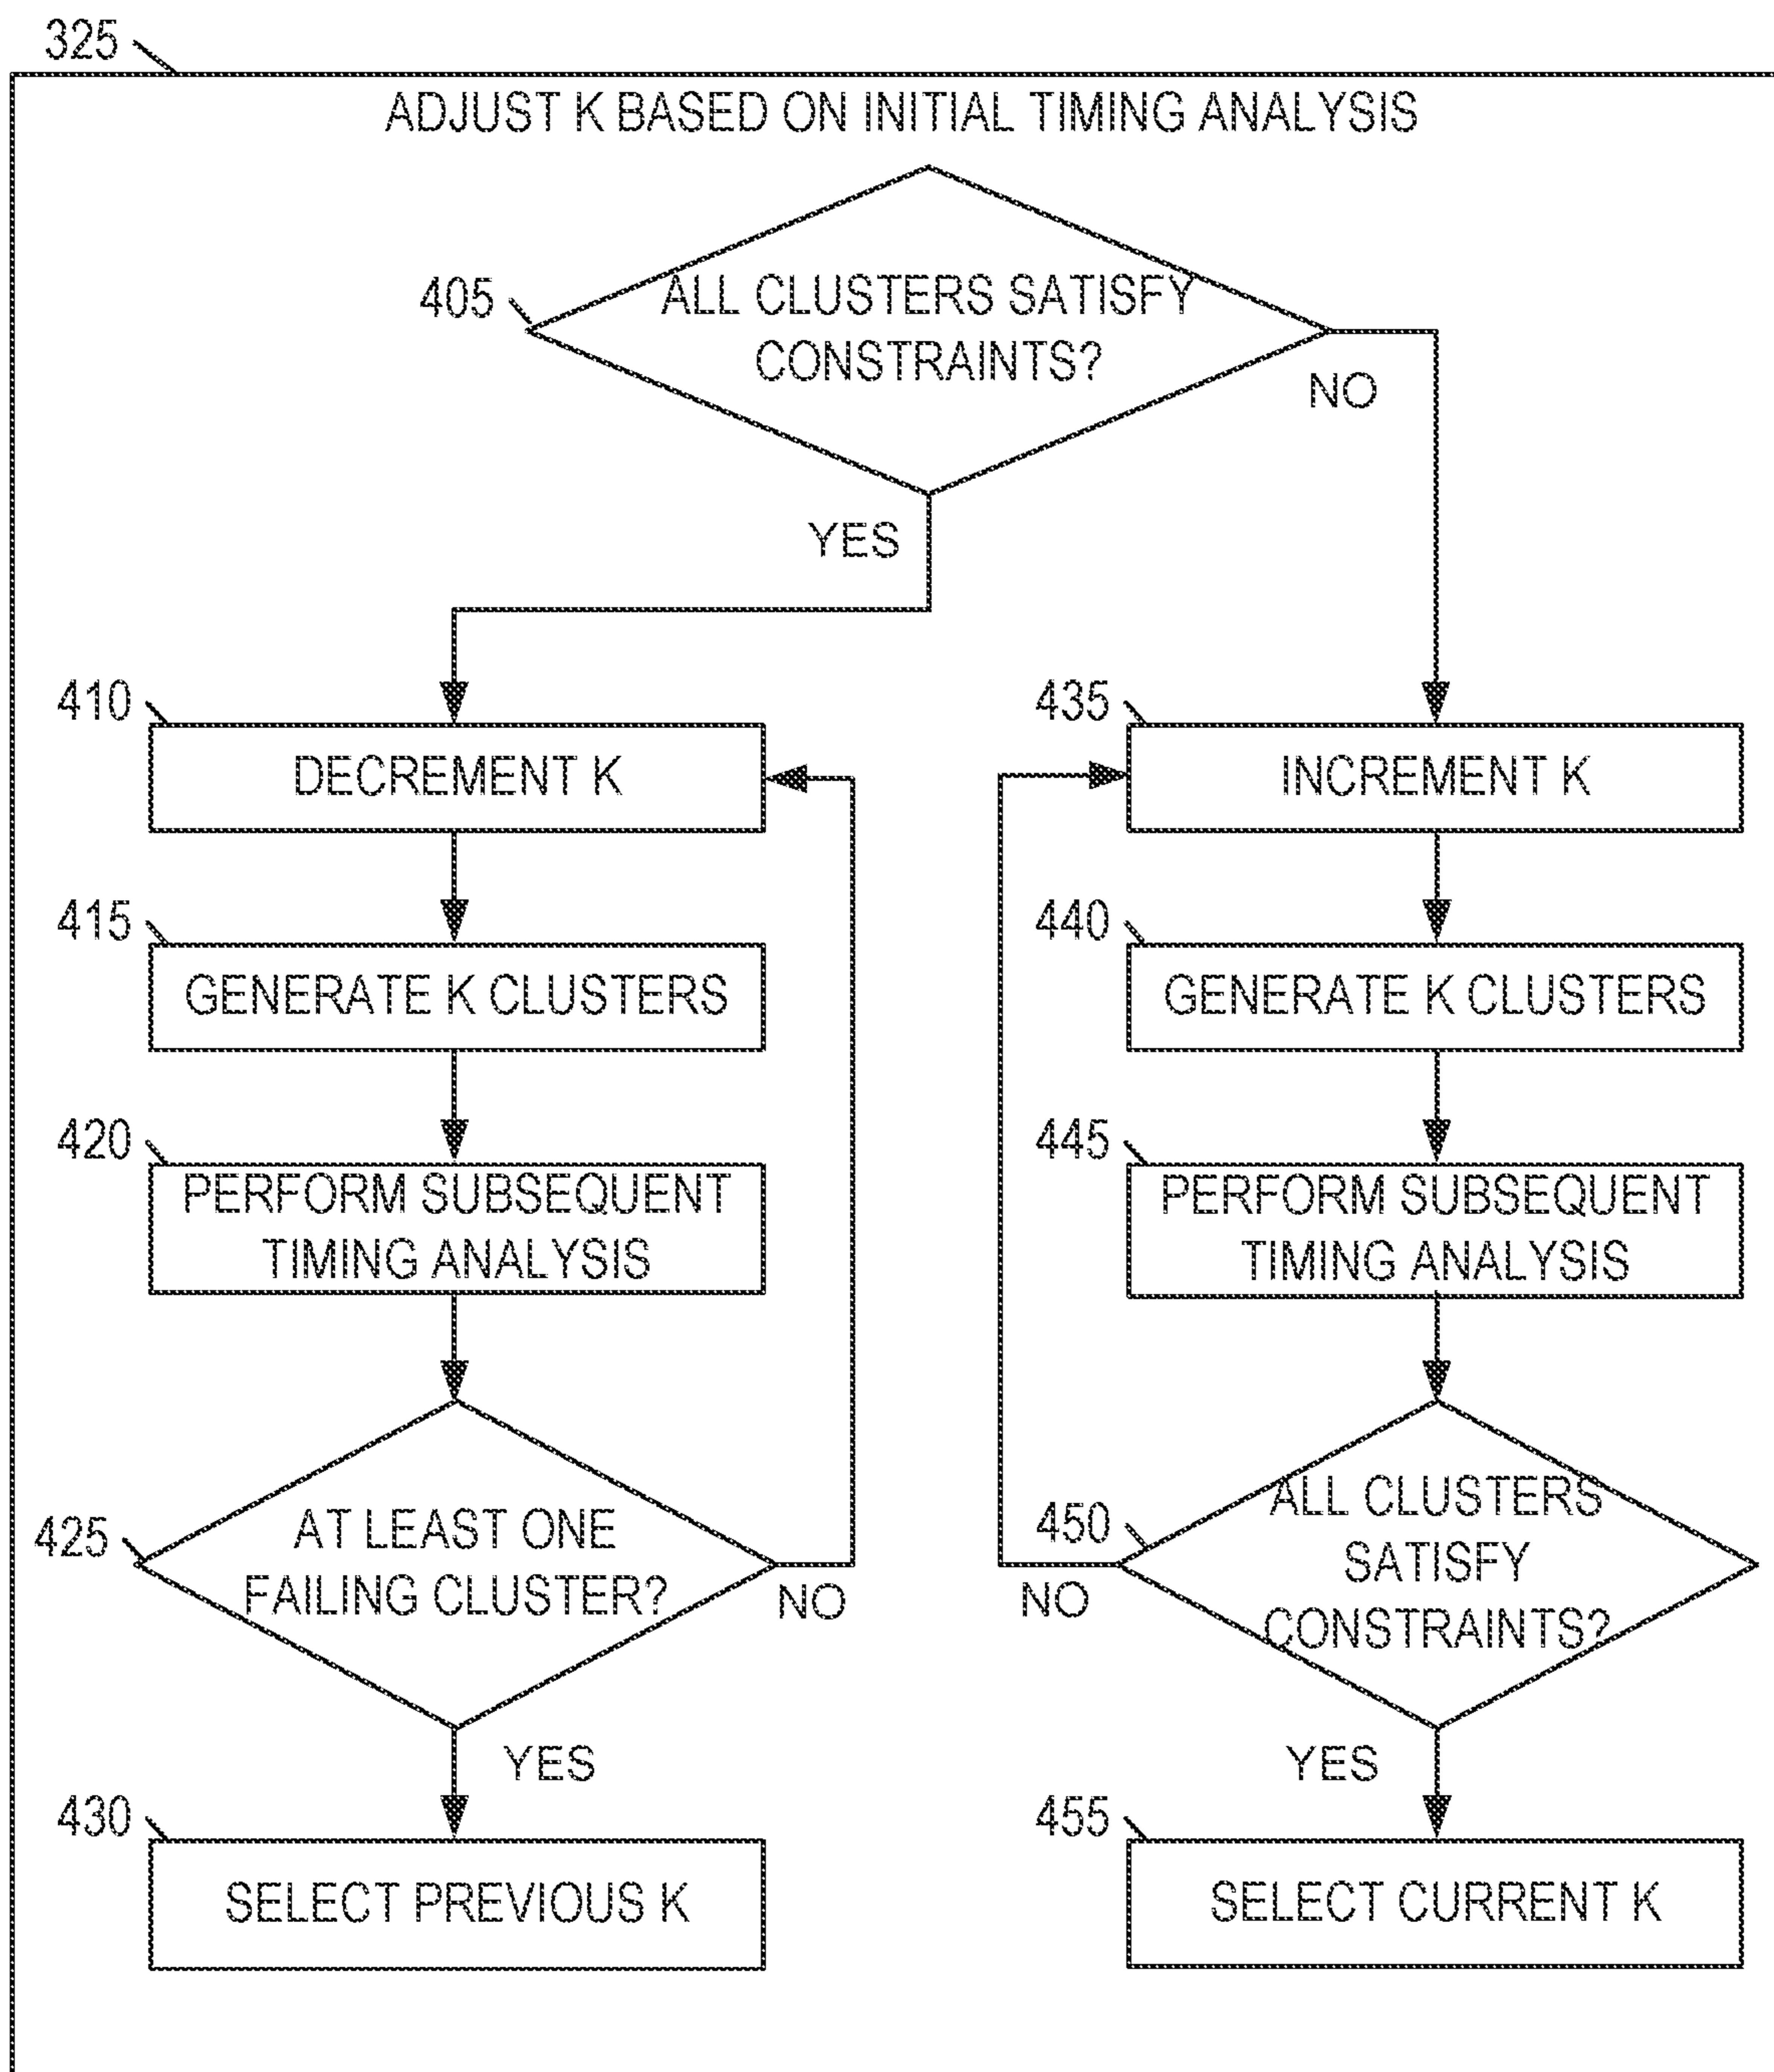 325
ADJUST K BASED ON INITIAL TIMING ANALYSIS
405
ALL CLUSTERS SATISFY
CONSTRAINTS?
NO
YES
410
DECREMENT K
415
GENERATE K CLUSTERS
420
PERFORM SUBSEQUENT
TIMING ANALYSIS
425
AT LEAST ONE
FAILING CLUSTER?
NO
YES
430
SELECT PREVIOUS K
435
INCREMENT K
440
GENERATE K CLUSTERS
445
PERFORM SUBSEQUENT
TIMING ANALYSIS
450
ALL CLUSTERS
SATISFY
CONSTRAINTS?
NO
YES
455
SELECT CURRENT K